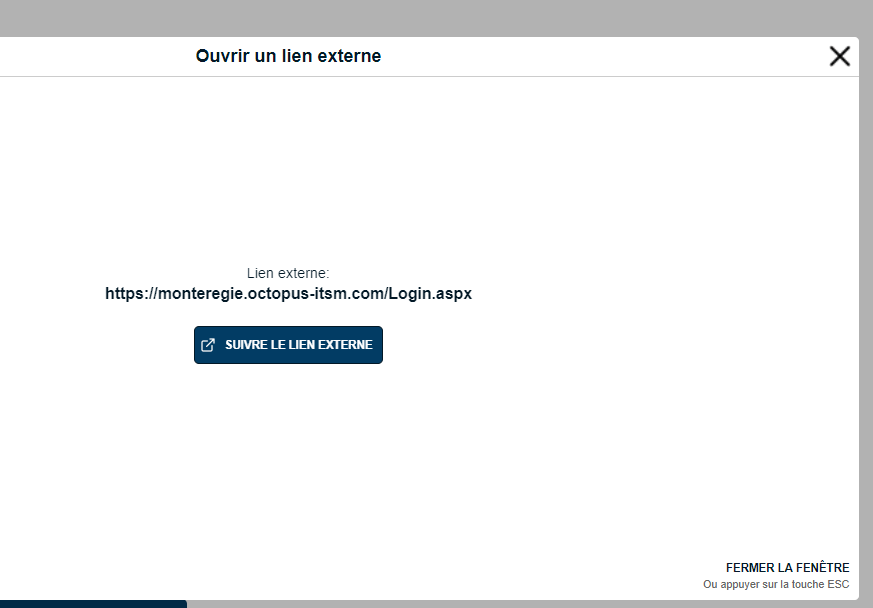 Ouvrir un lien externe
Lien externe:
https://monteregie.octopus-itsm.com/Login.aspx
SUIVRE LE LIEN EXTERNE
FERMER LA FENÊTRE
Ou appuyer sur la touche ESC